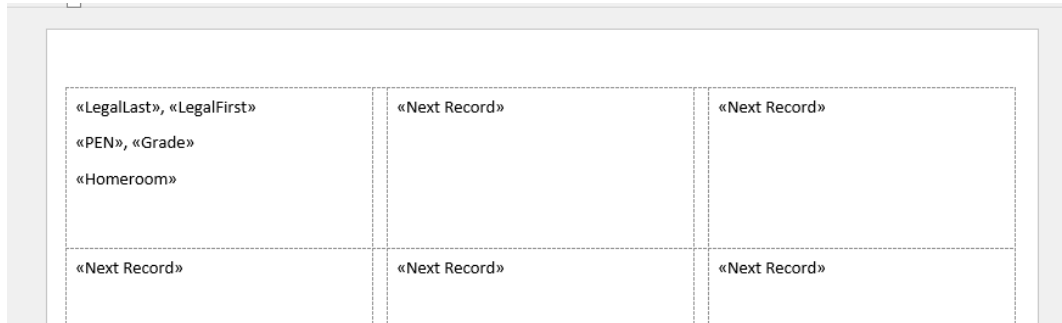 «LegalLast», «LegalFirst»
«PEN», «Grade»
«Homeroom»
«Next Record»
«Next Record»
«Next Record»
«Next Record»
«Next Record»